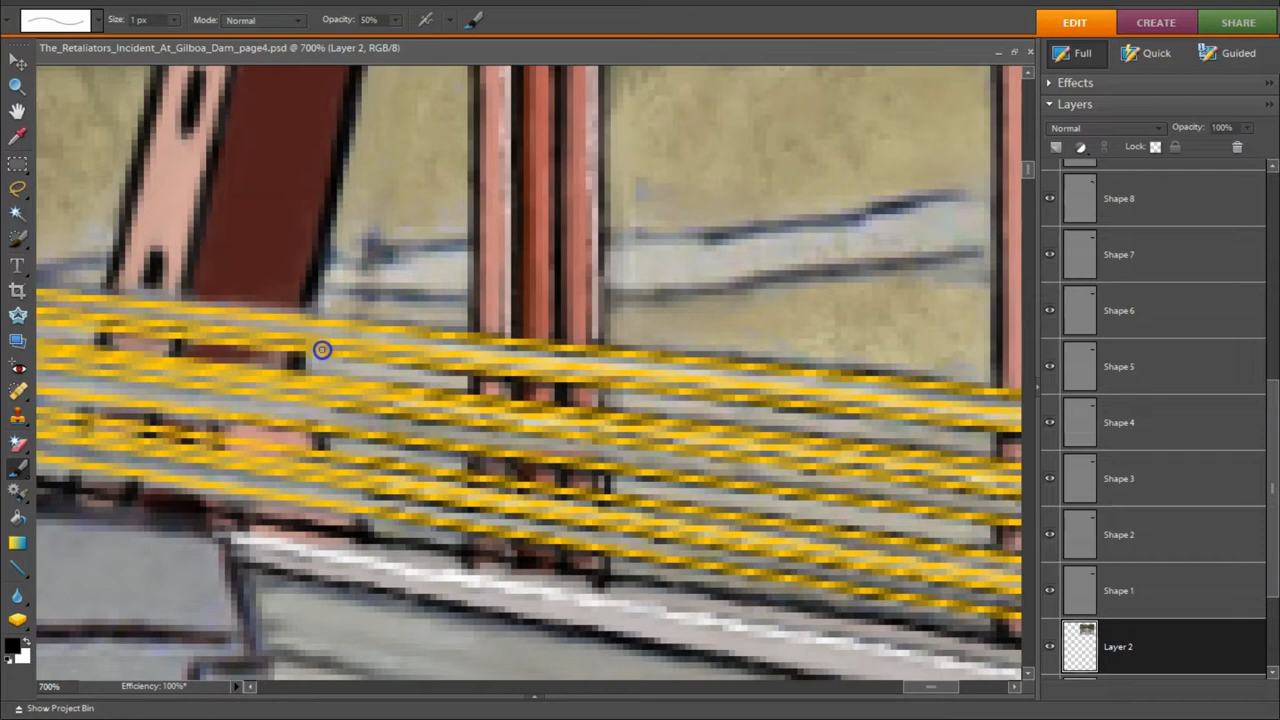 Size: 1 px Mode: Normal Opacity: 50%
EDIT CREATE SHARE
The_Retaliators_Incident_At_Gilboa_Dam_page4.psd @ 700% (Layer 2, RGB/8)
Full Quick Guided
Effects
Layers
Normal Opacity: 100%
Lock:
Shape 8
Shape 7
Shape 6
Shape 5
Shape 4
Shape 3
Shape 2
Shape 1
Layer 2
700% Efficiency: 100%*
Show Project Bin